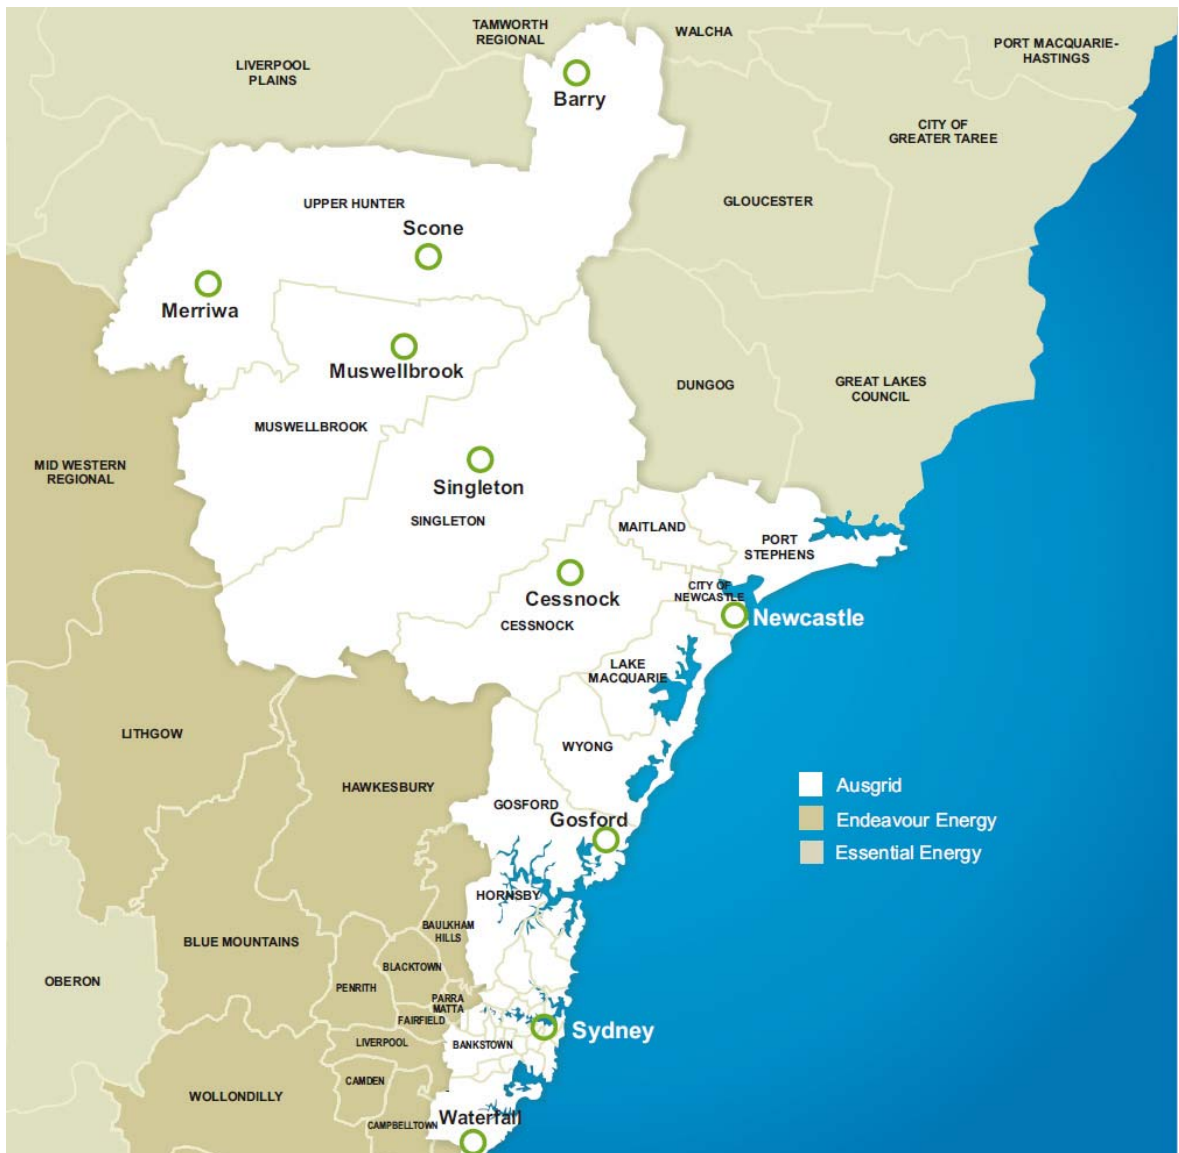 TAMWORTH
REGIONAL
WALCHA
PORT MACQUARIE-
HASTINGS
LIVERPOOL
PLAINS
Barry
CITY OF
GREATER TAREE
UPPER HUNTER
GLOUCESTER
Scone
Merriwa
Muswellbrook
DUNGOG
GREAT LAKES
COUNCIL
MUSWELLBROOK
MID WESTERN
REGIONAL
Singleton
SINGLETON
MAITLAND
PORT
STEPHENS
Cessnock
CESSNOCK
CITY OF
NEWCASTLE
Newcastle
LAKE
MACQUARIE
LITHGOW
WYONG
HAWKESBURY
GOSFORD
Gosford
Ausgrid
Endeavour Energy
Essential Energy
HORNSBY
BAULKHAM
HILLS
BLUE MOUNTAINS
BLACKTOWN
OBERON
PENRITH
PARRA
MATTA
FAIRFIELD
Sydney
LIVERPOOL
BANKSTOWN
CAMDEN
WOLLONDILLY
CAMPBELLTOWN
Waterfall